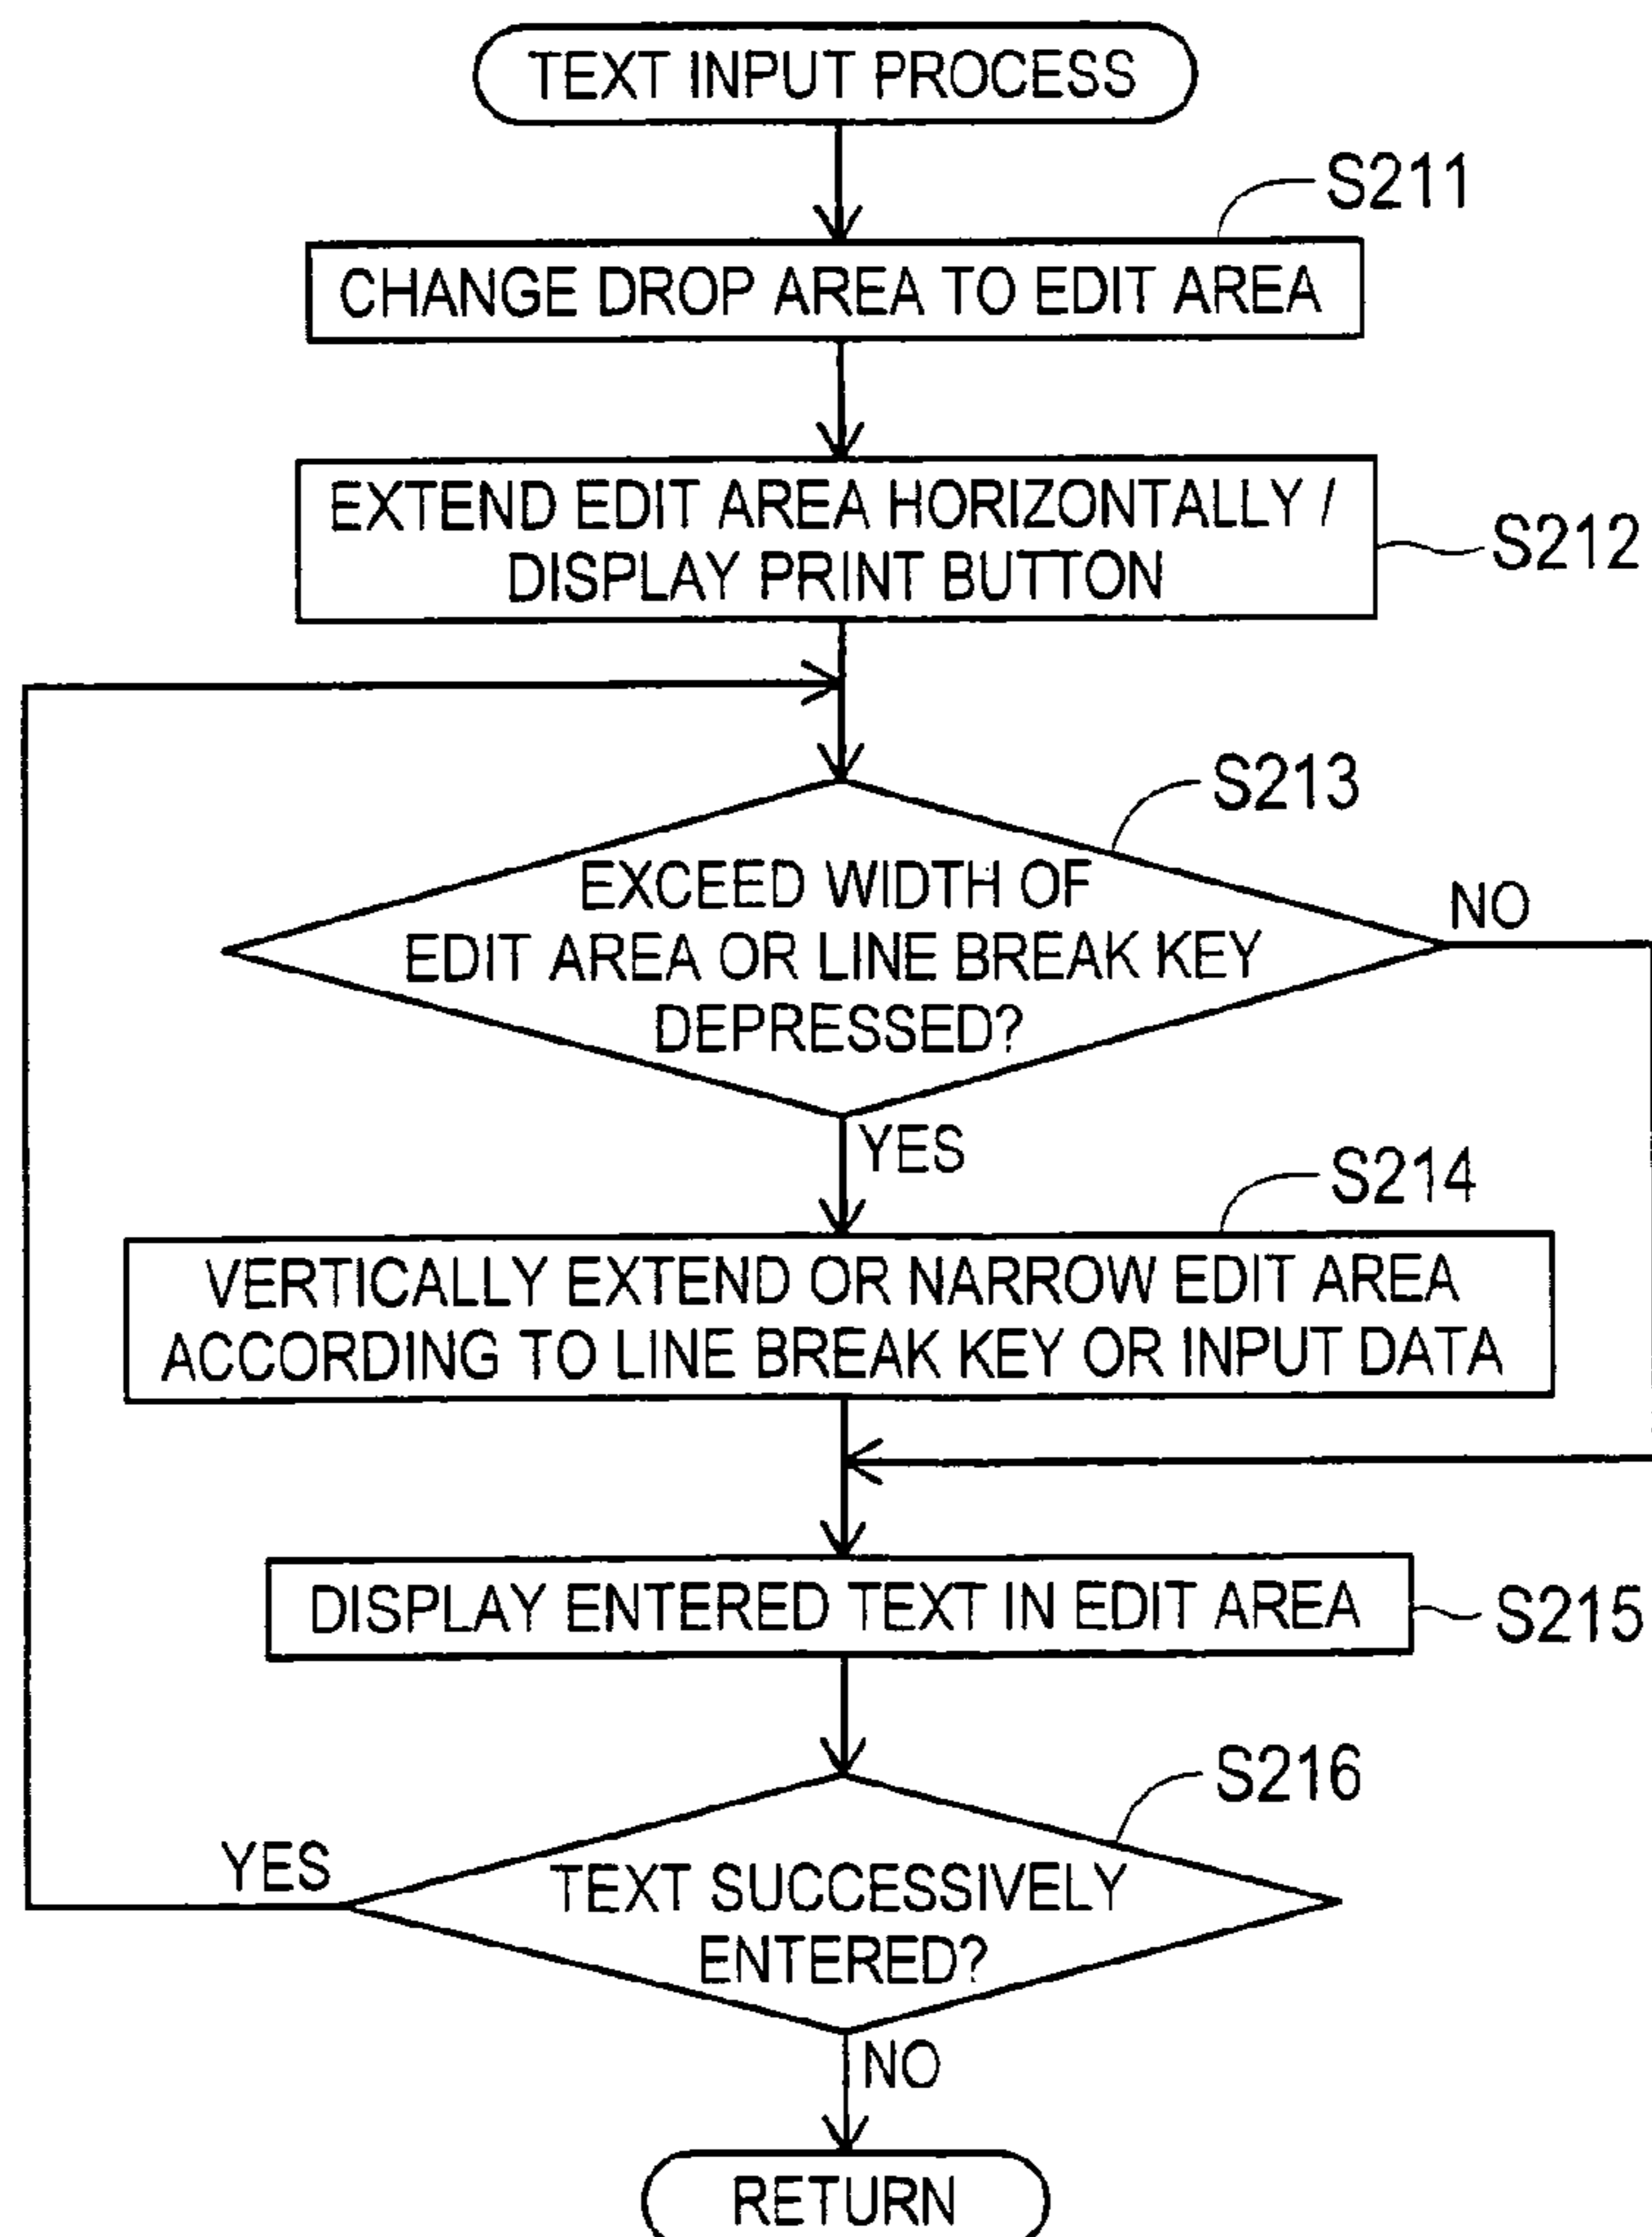 TEXT INPUT PROCESS
S211
CHANGE DROP AREA TO EDIT AREA
EXTEND EDIT AREA HORIZONTALLY /
DISPLAY PRINT BUTTON
S212
S213
EXCEED WIDTH OF
EDIT AREA OR LINE BREAK KEY
DEPRESSED?
NO
YES
S214
VERTICALLY EXTEND OR NARROW EDIT AREA
ACCORDING TO LINE BREAK KEY OR INPUT DATA
DISPLAY ENTERED TEXT IN EDIT AREA
S215
S216
YES
TEXT SUCCESSIVELY
ENTERED?
NO
RETURN